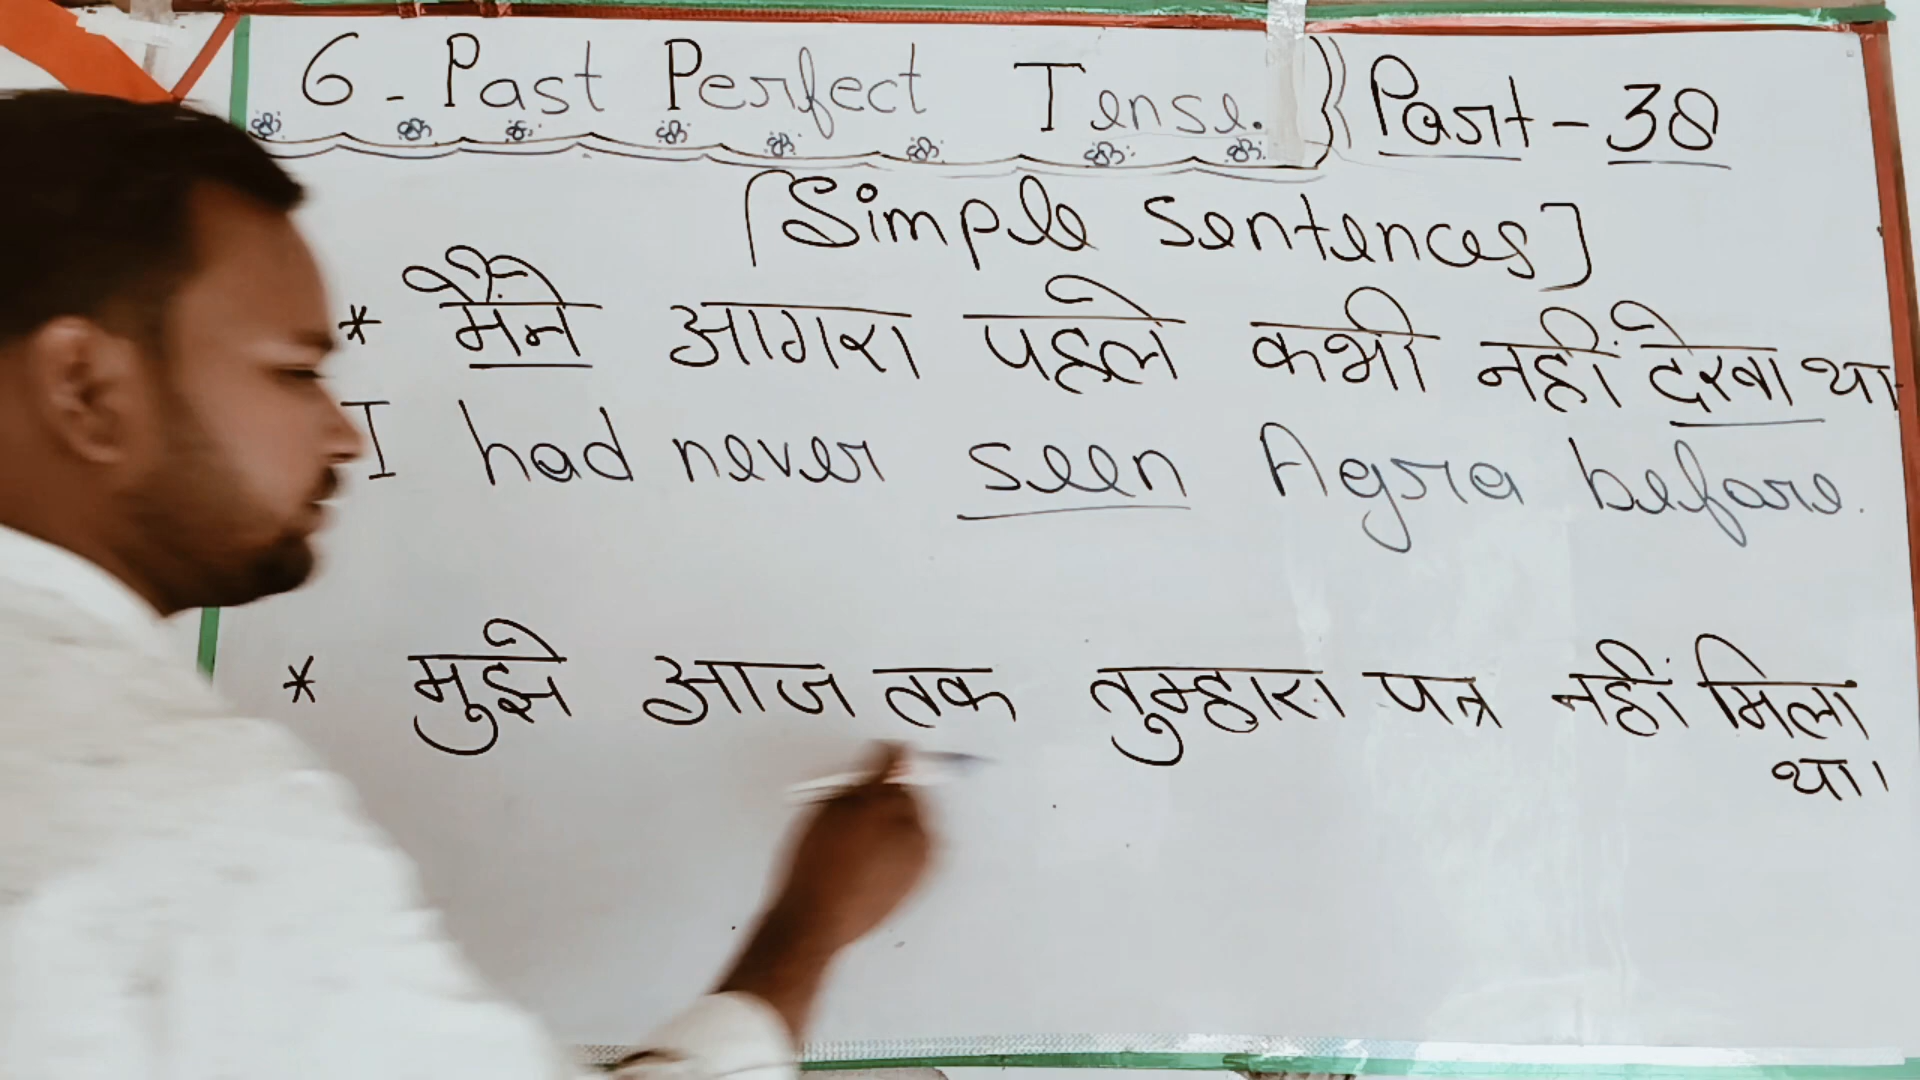 6 - Past Perfect Tense. Part - 38
[Simple Sentences]
* मैंने आगरा पहले कभी नहीं देखा था
I had never seen Agra before.
* मुझे आज तक तुम्हारा पत्र नहीं मिला
था।